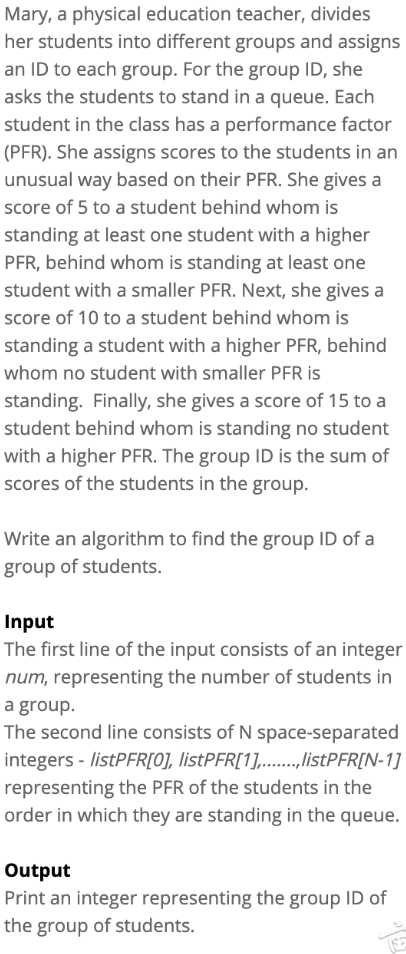 Mary, a physical education teacher, divides
her students into different groups and assigns
an ID to each group. For the group ID, she
asks the students to stand in a queue. Each
student in the class has a performance factor
(PFR). She assigns scores to the students in an
unusual way based on their PFR. She gives a
score of 5 to a student behind whom is
standing at least one student with a higher
PFR, behind whom is standing at least one
student with a smaller PFR. Next, she gives a
score of 10 to a student behind whom is
standing a student with a higher PFR, behind
whom no student with smaller PFR is
standing.  Finally, she gives a score of 15 to a
student behind whom is standing no student
with a higher PFR. The group ID is the sum of
scores of the students in the group.
Write an algorithm to find the group ID of a
group of students.
Input
The first line of the input consists of an integer
num, representing the number of students in
a group.
The second line consists of N space-separated
integers - listPFR[0], listPFR[1],.......,listPFR[N-1]
representing the PFR of the students in the
order in which they are standing in the queue.
Output
Print an integer representing the group ID of
the group of students.